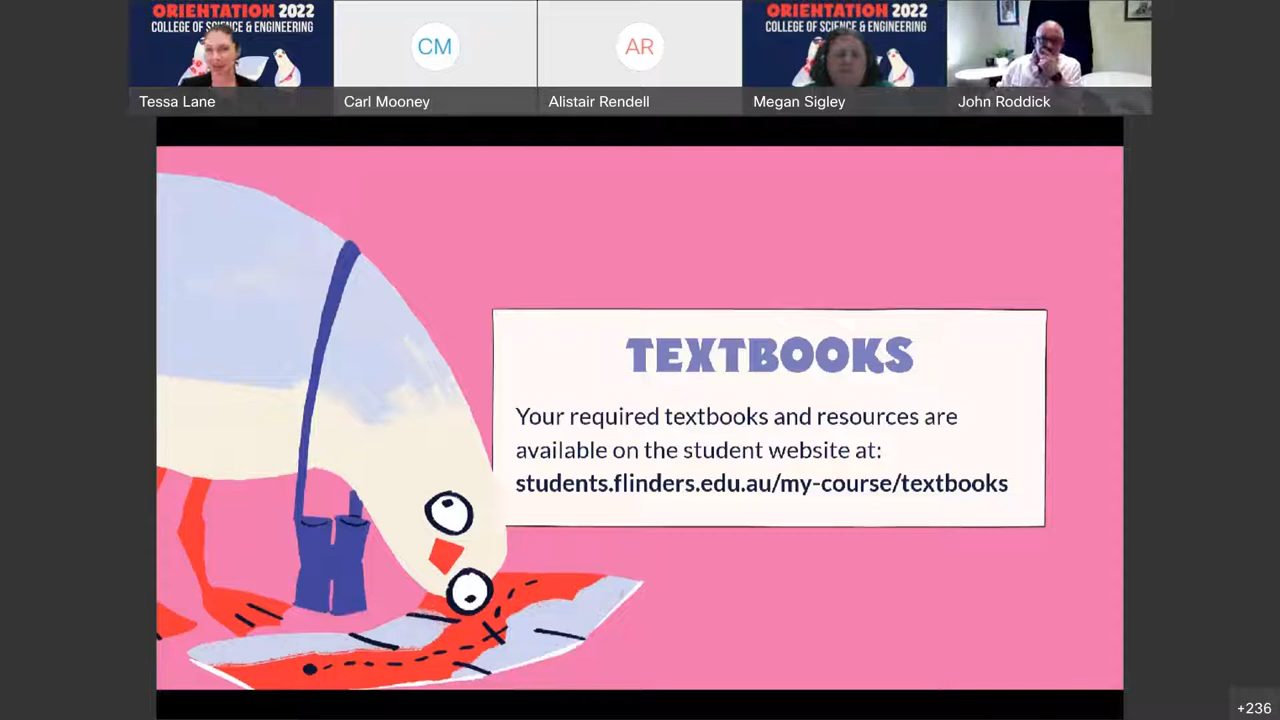 ORIENTATION 2022
COLLEGE OF SCIENCE & ENGINEERING
CM
AR
ORIENTATION 2022
COLLEGE OF SCIENCE & ENGINEERING
Tessa Lane
Carl Mooney
Alistair Rendell
Megan Sigley
John Roddick
TEXTBOOKS
Your required textbooks and resources are
available on the student website at:
students.flinders.edu.au/my-course/textbooks
+236